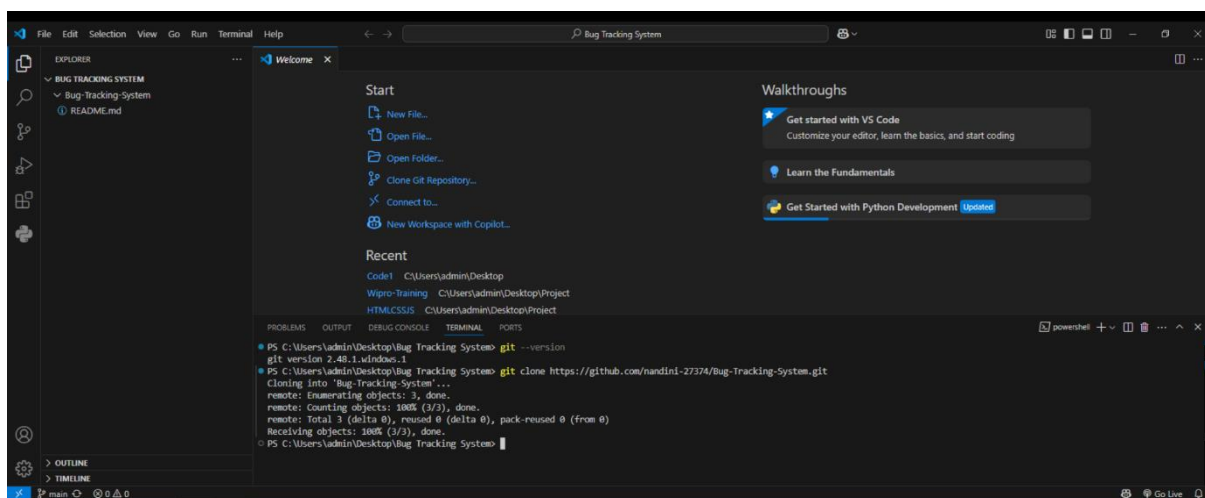 File Edit Selection View Go Run Terminal Help
Bug Tracking System
EXPLORER
BUG TRACKING SYSTEM
Bug-Tracking-System
README.md
Welcome
Start
New File...
Open File...
Open Folder...
Clone Git Repository...
Connect to...
New Workspace with Copilot...
Recent
Code1 C:\Users\admin\Desktop
Wipro-Training C:\Users\admin\Desktop\Project
HTMLCSSJS C:\Users\admin\Desktop\Project
Walkthroughs
Get started with VS Code
Customize your editor, learn the basics, and start coding
Learn the Fundamentals
Get Started with Python Development Updated
PROBLEMS OUTPUT DEBUG CONSOLE TERMINAL PORTS
powershell
PS C:\Users\admin\Desktop\Bug Tracking System> git --version
git version 2.48.1.windows.1
PS C:\Users\admin\Desktop\Bug Tracking System> git clone https://github.com/nandini-27374/Bug-Tracking-System.git
Cloning into 'Bug-Tracking-System'...
remote: Enumerating objects: 3, done.
remote: Counting objects: 100% (3/3), done.
remote: Total 3 (delta 0), reused 0 (delta 0), pack-reused 0 (from 0)
Receiving objects: 100% (3/3), done.
PS C:\Users\admin\Desktop\Bug Tracking System>
OUTLINE
TIMELINE
main 0 0 0
Go Live